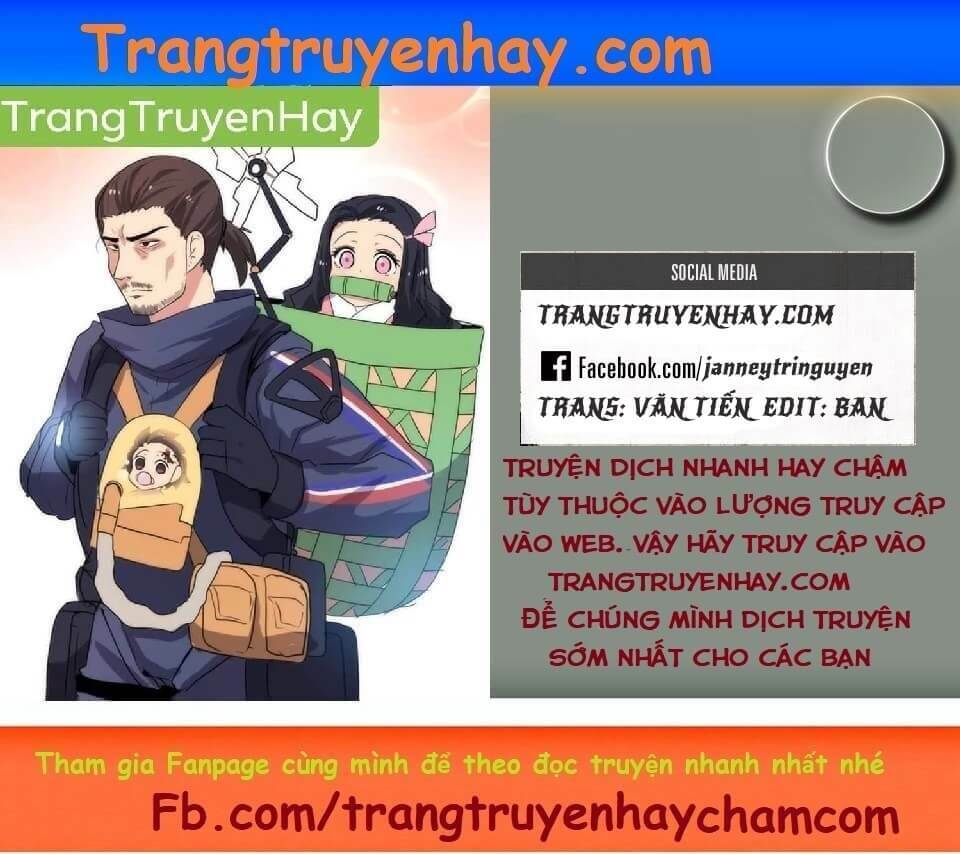 Trangtruyenhay.com
TrangTruyenHay
SOCIAL MEDIA
TRANGTRUYENHAY.COM
Facebook.com/janneytringuyen
TRANS: VĂN TIẾN EDIT: BAN
TRUYỆN DỊCH NHANH HAY CHẬM
TÙY THUỘC VÀO LƯỢNG TRUY CẬP
VÀO WEB. VẬY HÃY TRUY CẬP VÀO
TRANGTRUYENHAY.COM
ĐỂ CHÚNG MÌNH DỊCH TRUYỆN
SỚM NHẤT CHO CÁC BẠN
Tham gia Fanpage cùng mình để theo đọc truyện nhanh nhất nhé
Fb.com/trangtruyenhaychamcom